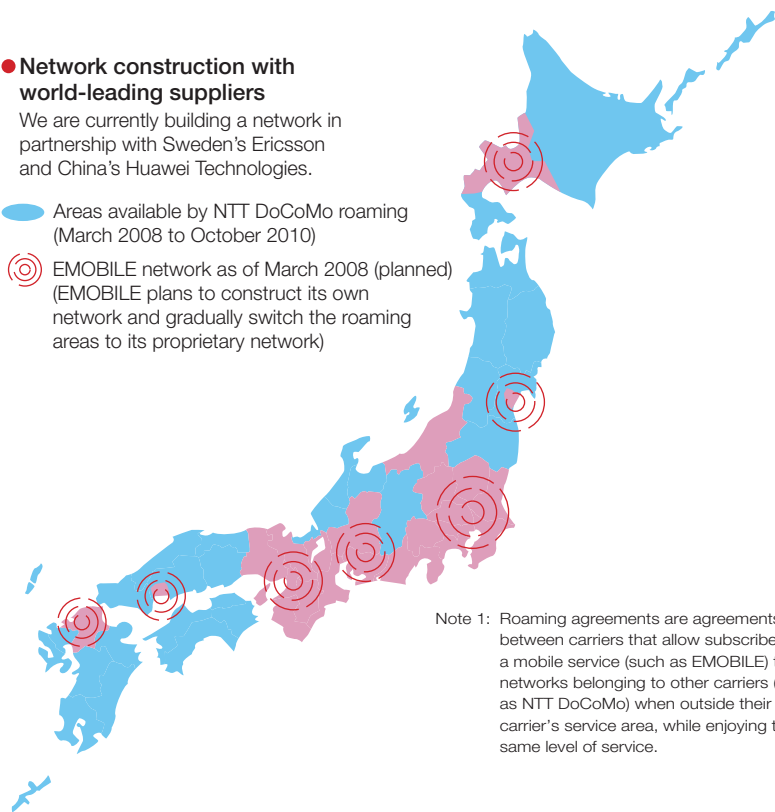 Network construction with
world-leading suppliers
We are currently building a network in
partnership with Sweden’s Ericsson
and China’s Huawei Technologies.
Areas available by NTT DoCoMo roaming
(March 2008 to October 2010)
EMOBILE network as of March 2008 (planned)
(EMOBILE plans to construct its own
network and gradually switch the roaming
areas to its proprietary network)
Note 1: Roaming agreements are agreements
between carriers that allow
a mobile service (such as EMOBILE)
networks belonging to other carriers
as NTT DoCoMo) when outside their
carrier’s service area, while enjoying
same level of service.